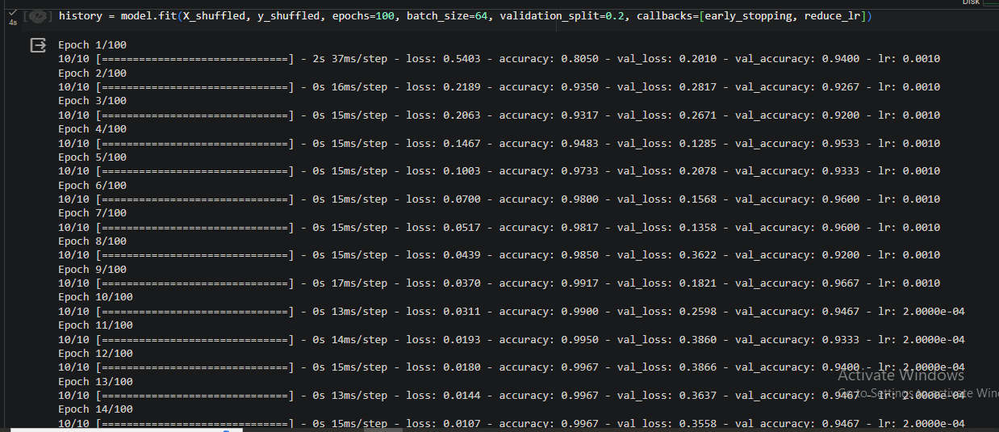 Disk
history = model.fit(X_shuffled, y_shuffled, epochs=100, batch_size=64, validation_split=0.2, callbacks=[early_stopping, reduce_lr])
4s
Epoch 1/100
10/10 [==============================] - 2s 37ms/step - loss: 0.5403 - accuracy: 0.8050 - val_loss: 0.2010 - val_accuracy: 0.9400 - lr: 0.0010
Epoch 2/100
10/10 [==============================] - 0s 16ms/step - loss: 0.2189 - accuracy: 0.9350 - val_loss: 0.2817 - val_accuracy: 0.9267 - lr: 0.0010
Epoch 3/100
10/10 [==============================] - 0s 15ms/step - loss: 0.2063 - accuracy: 0.9317 - val_loss: 0.2671 - val_accuracy: 0.9200 - lr: 0.0010
Epoch 4/100
10/10 [==============================] - 0s 15ms/step - loss: 0.1467 - accuracy: 0.9483 - val_loss: 0.1285 - val_accuracy: 0.9533 - lr: 0.0010
Epoch 5/100
10/10 [==============================] - 0s 15ms/step - loss: 0.1003 - accuracy: 0.9733 - val_loss: 0.2078 - val_accuracy: 0.9333 - lr: 0.0010
Epoch 6/100
10/10 [==============================] - 0s 15ms/step - loss: 0.0700 - accuracy: 0.9800 - val_loss: 0.1568 - val_accuracy: 0.9600 - lr: 0.0010
Epoch 7/100
10/10 [==============================] - 0s 15ms/step - loss: 0.0517 - accuracy: 0.9817 - val_loss: 0.1358 - val_accuracy: 0.9600 - lr: 0.0010
Epoch 8/100
10/10 [==============================] - 0s 15ms/step - loss: 0.0439 - accuracy: 0.9850 - val_loss: 0.3622 - val_accuracy: 0.9200 - lr: 0.0010
Epoch 9/100
10/10 [==============================] - 0s 17ms/step - loss: 0.0370 - accuracy: 0.9917 - val_loss: 0.1821 - val_accuracy: 0.9667 - lr: 0.0010
Epoch 10/100
10/10 [==============================] - 0s 13ms/step - loss: 0.0311 - accuracy: 0.9900 - val_loss: 0.2598 - val_accuracy: 0.9467 - lr: 2.0000e-04
Epoch 11/100
10/10 [==============================] - 0s 14ms/step - loss: 0.0193 - accuracy: 0.9950 - val_loss: 0.3860 - val_accuracy: 0.9333 - lr: 2.0000e-04
Epoch 12/100
10/10 [==============================] - 0s 15ms/step - loss: 0.0180 - accuracy: 0.9967 - val_loss: 0.3866 - val_accuracy: 0.9400 - lr: 2.0000e-04
Activate Windows
Epoch 13/100
10/10 [==============================] - 0s 13ms/step - loss: 0.0144 - accuracy: 0.9967 - val_loss: 0.3637 - val_accuracy: 0.9467 - lr: 2.0000e-04
Go to Settings to activate Win
Epoch 14/100
10/10 [==============================] - 0s 15ms/step - loss: 0.0107 - accuracy: 0.9967 - val_loss: 0.3558 - val_accuracy: 0.9467 - lr: 2.0000e-04